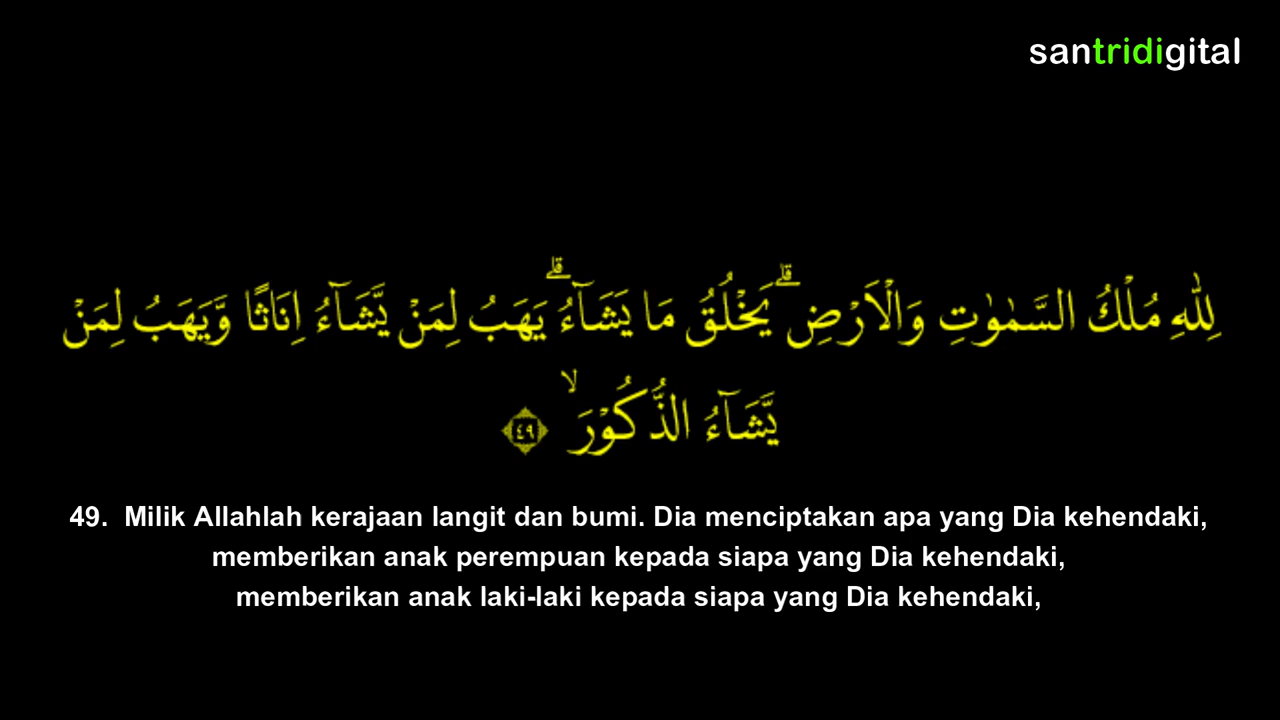 santridigital
لِلّٰهِ مُلْكُ السَّمٰوٰتِ وَالْاَرْضِۗ يَخْلُقُ مَا يَشَاۤءُۗ يَهَبُ لِمَنْ يَّشَاۤءُ اِنَاثًا وَّيَهَبُ لِمَنْ
يَّشَاۤءُ الذُّكُوْرَۙ ٤٩
49. Milik Allahlah kerajaan langit dan bumi. Dia menciptakan apa yang Dia kehendaki,
memberikan anak perempuan kepada siapa yang Dia kehendaki,
memberikan anak laki-laki kepada siapa yang Dia kehendaki,